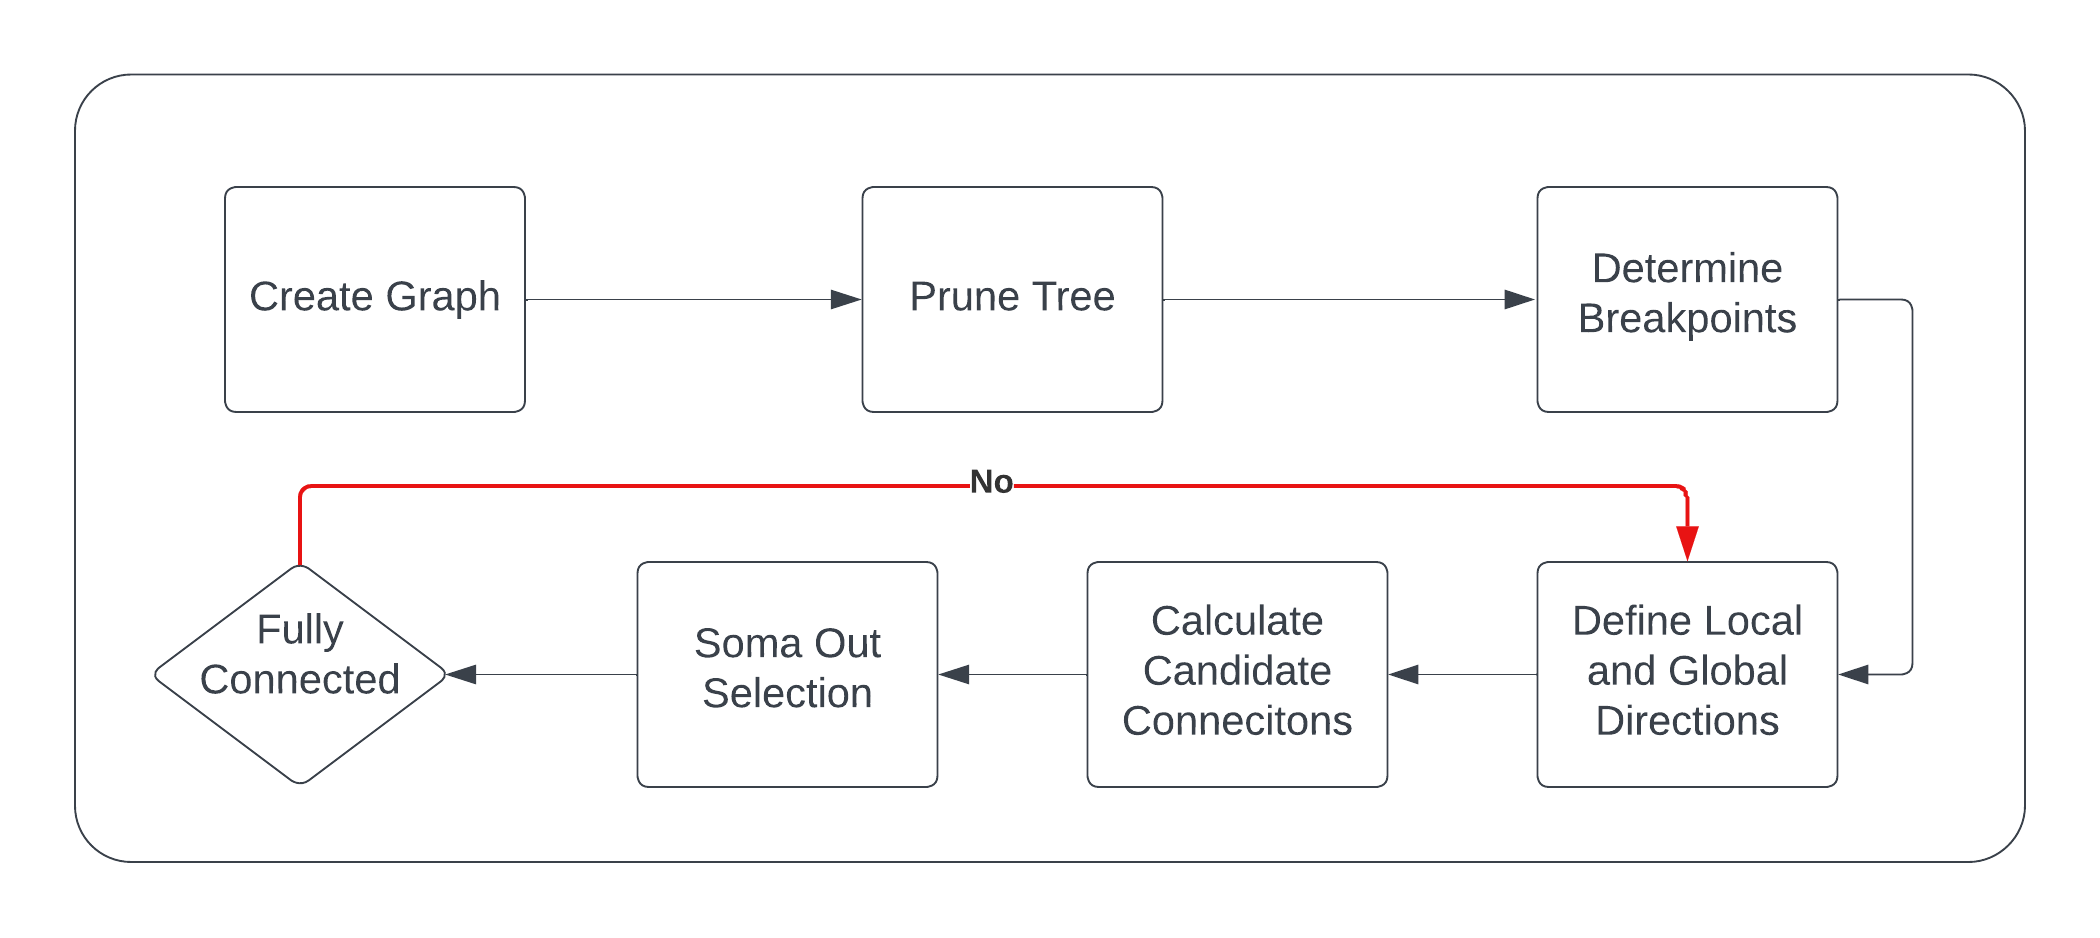 Create Graph
Prune Tree
Determine
Breakpoints
No
Fully
Connected
Soma Out
Selection
Calculate
Candidate
Connecitons
Define Local
and Global
Directions